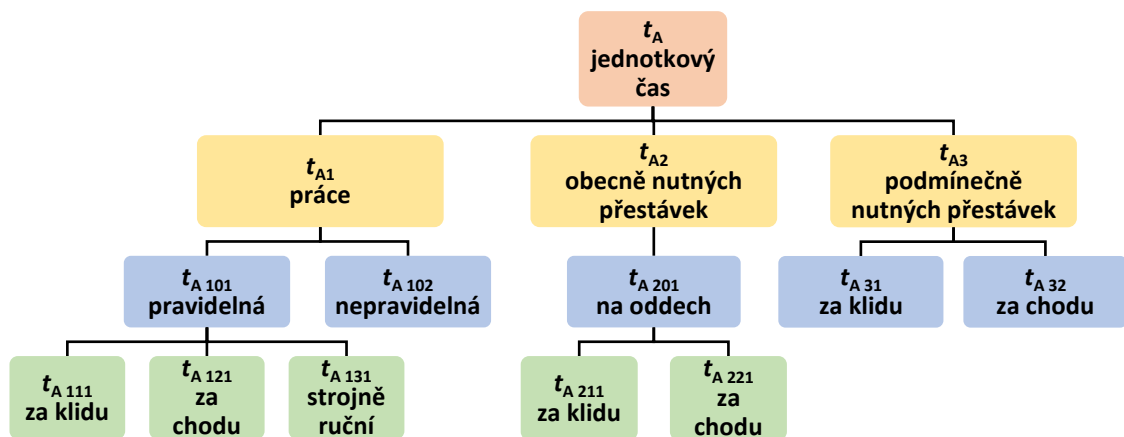 tA
jednotkový
čas
tA1
práce
tA2
obecně nutných
přestávek
tA3
podmínečně
nutných přestávek
tA 101
pravidelná
tA 102
nepravidelná
tA 201
na oddech
tA 31
za klidu
tA 32
za chodu
tA 111
za klidu
tA 121
za
chodu
tA 131
strojně
ruční
tA 211
za klidu
tA 221
za
chodu